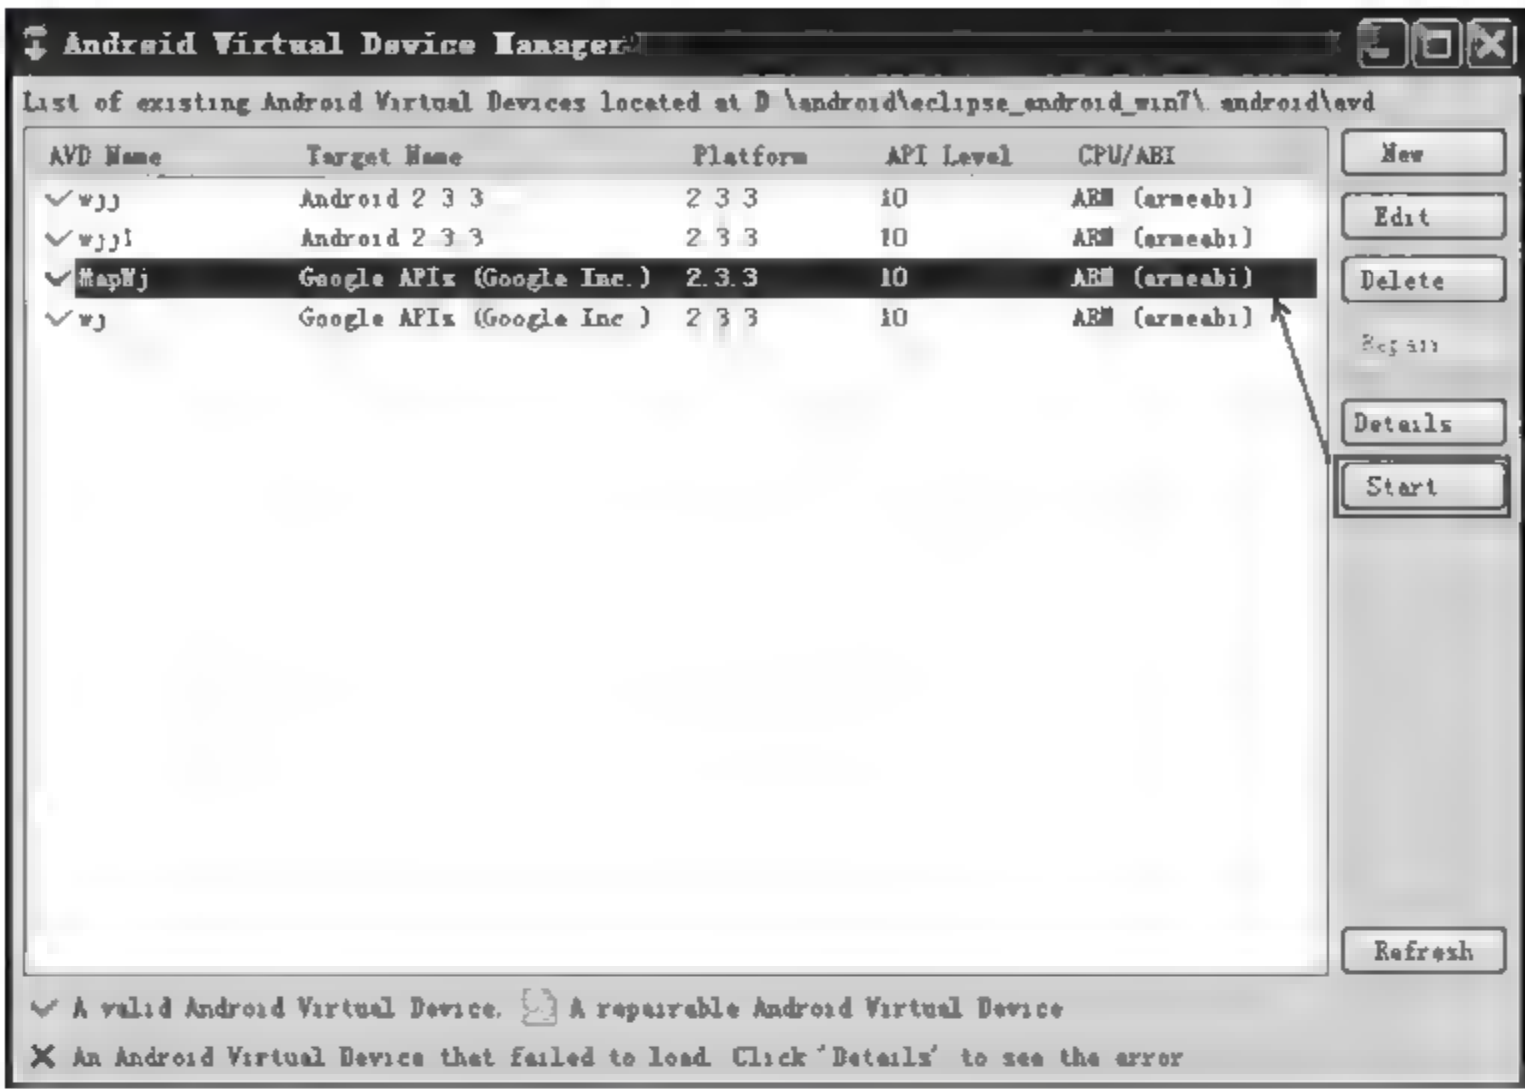 Android Virtual Device Manager
List of existing Android Virtual Devices located at D \android\eclipse_android_win7\ android\avd
AVD Name Target Name Platform API Level CPU/ABI
wjj Android 2 3 3 2 3 3 10 ARM (armeabi)
wjj1 Android 2 3 3 2 3 3 10 ARM (armeabi)
MapWj Google APIs (Google Inc.) 2.3.3 10 ARM (armeabi)
wj Google APIs (Google Inc ) 2 3 3 10 ARM (armeabi)
New
Edit
Delete
Repair
Details
Start
Refresh
A valid Android Virtual Device. A repairable Android Virtual Device
An Android Virtual Device that failed to load. Click 'Details' to see the error